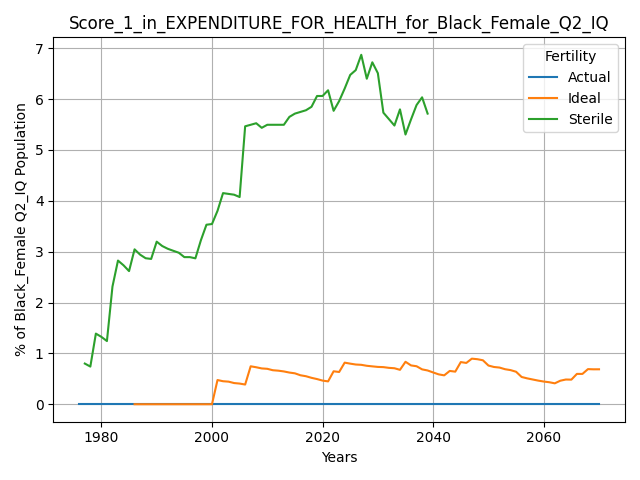 Score_1_in_EXPENDITURE_FOR_HEALTH_for_Black_Female_Q2_IQ
Fertility
Actual
Ideal
Sterile
% of Black_Female Q2_IQ Population
7
6
5
4
3
2
1
0
1980 2000 2020 2040 2060
Years